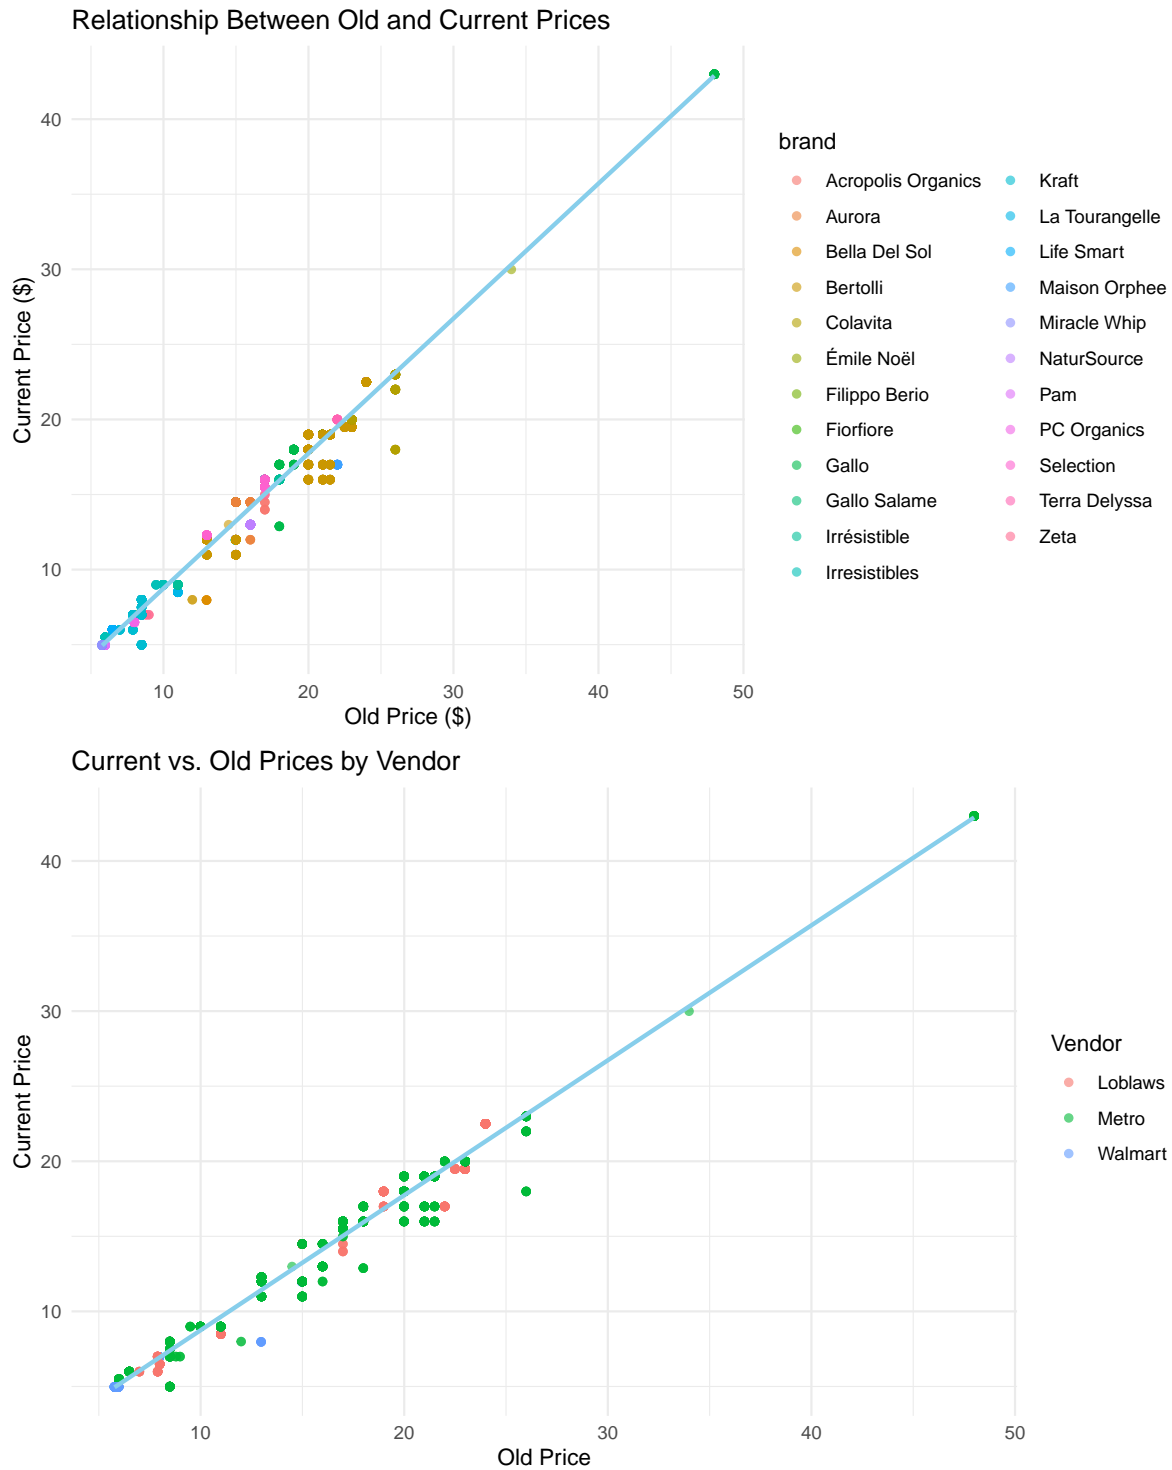 Relationship Between Old and Current Prices
40
30
20
10
Current Price ($)
10 20 30 40 50
Old Price ($)
brand
Acropolis Organics
Aurora
Bella Del Sol
Bertolli
Colavita
Émile Noël
Filippo Berio
Fiorfiore
Gallo
Gallo Salame
Irrésistible
Irresistibles
Kraft
La Tourangelle
Life Smart
Maison Orphee
Miracle Whip
NaturSource
Pam
PC Organics
Selection
Terra Delyssa
Zeta
Current vs. Old Prices by Vendor
40
30
20
10
Current Price
10 20 30 40 50
Old Price
Vendor
Loblaws
Metro
Walmart